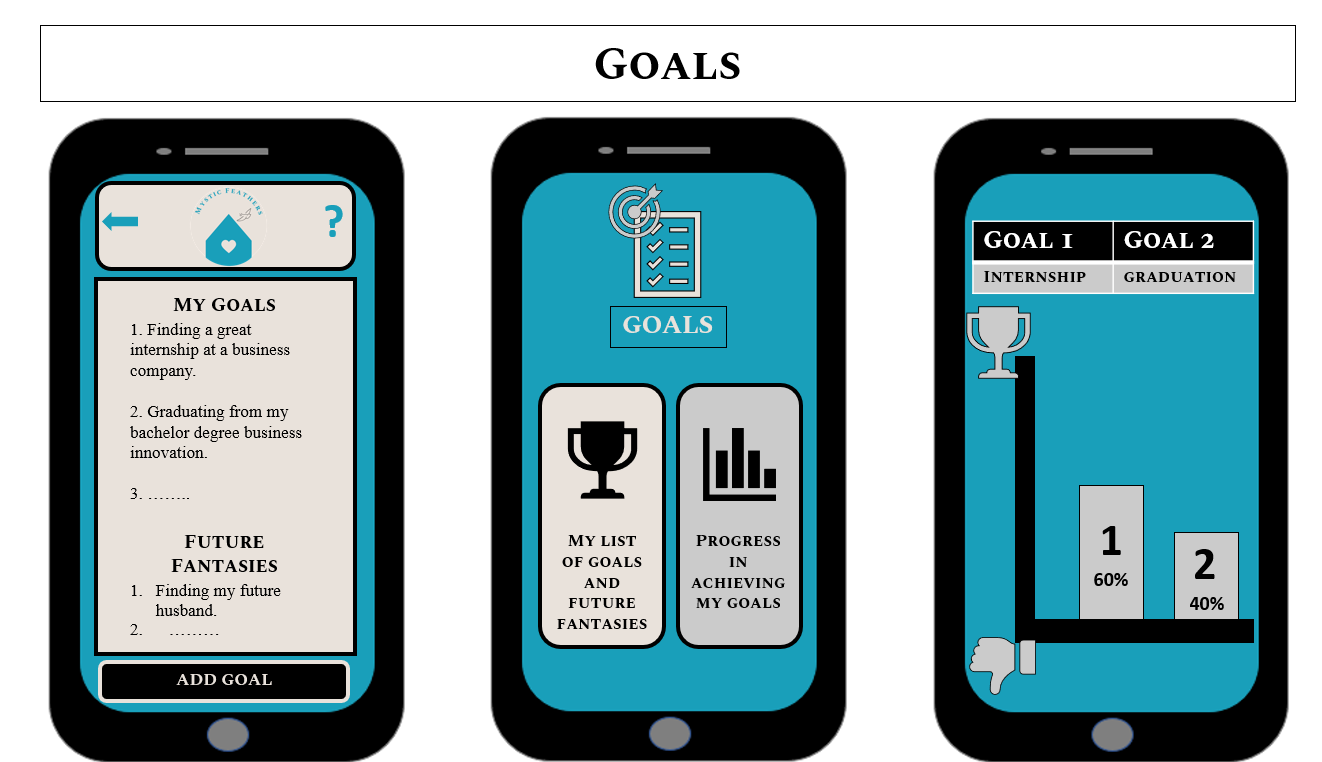 Goals
Mystic Feathers
?
My Goals
1. Finding a great
internship at a business
company.
2. Graduating from my
bachelor degree business
innovation.
3. ……..
Future
Fantasies
1. Finding my future
husband.
2. ………
ADD GOAL
GOALS
My list
of goals
and
future
fantasies
Progress
in
achieving
my goals
Goal 1 Goal 2
Internship graduation
1
60%
2
40%